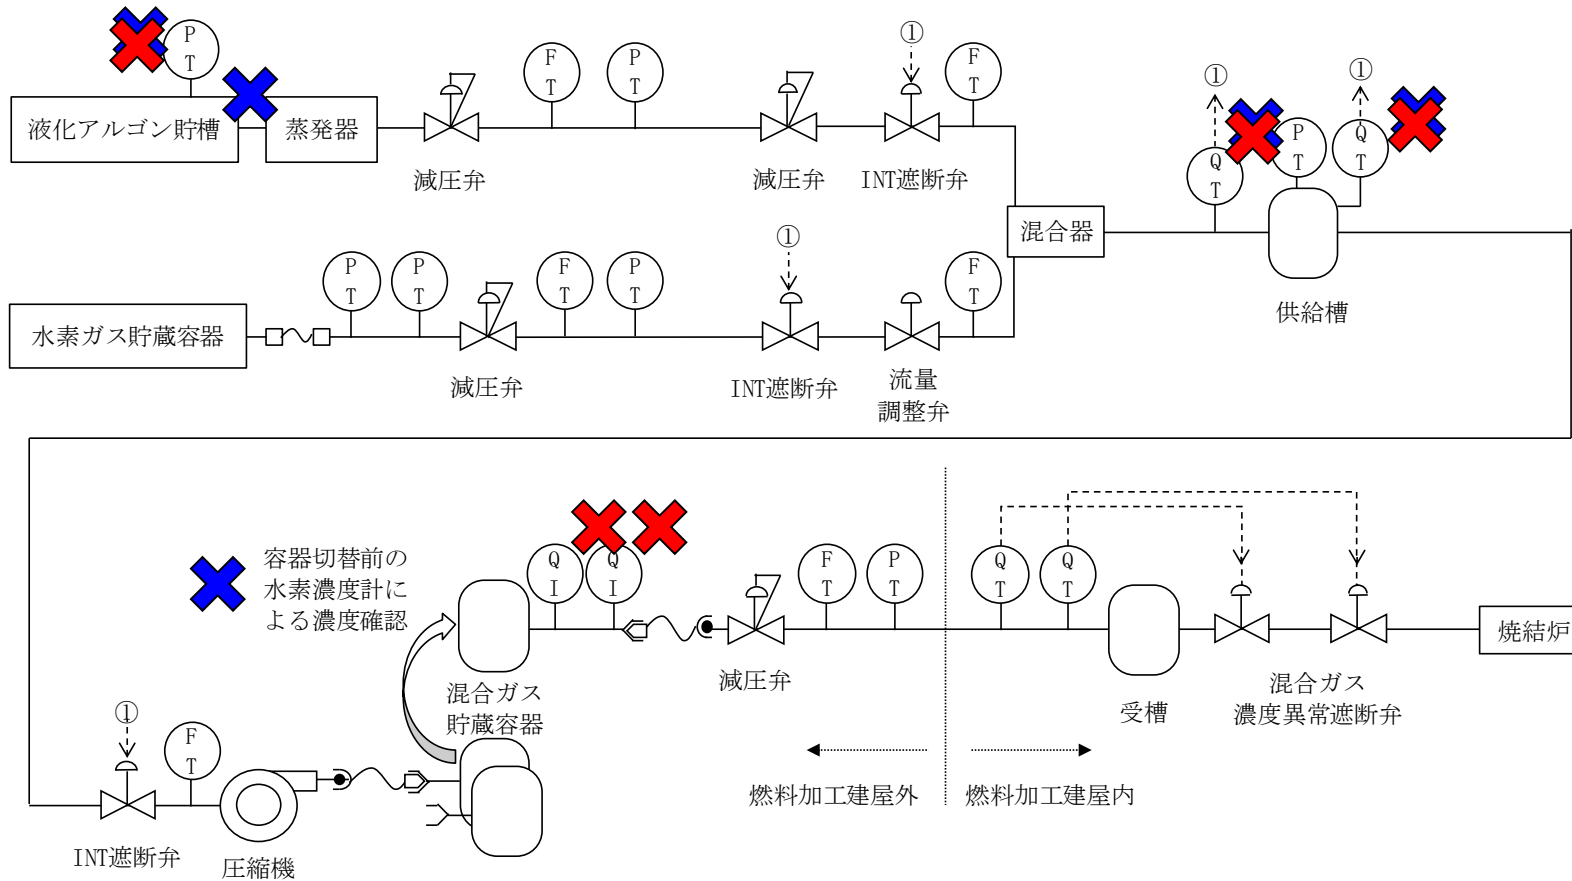 P
T
液化アルゴン貯槽
蒸発器
減圧弁
F
T
P
T
減圧弁
①
INT遮断弁
F
T
混合器
①
Q
T
P
T
①
Q
T
供給槽
水素ガス貯蔵容器
P
T
P
T
減圧弁
F
T
P
T
①
INT遮断弁
流量
調整弁
F
T
容器切替前の
水素濃度計に
よる濃度確認
Q
I
Q
I
混合ガス
貯蔵容器
減圧弁
F
T
P
T
Q
T
Q
T
受槽
混合ガス
濃度異常遮断弁
焼結炉
①
INT遮断弁
F
T
圧縮機
燃料加工建屋外
燃料加工建屋内